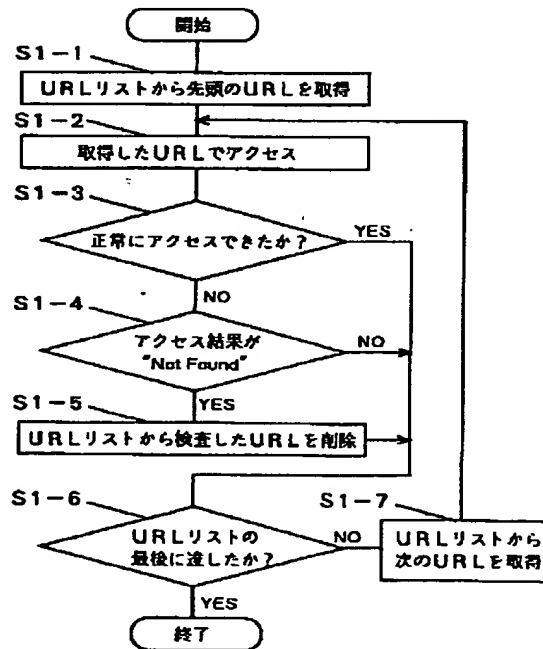 開始
S1-1
URLリストから先頭のURLを取得
S1-2
取得したURLでアクセス
S1-3
正常にアクセスできたか?
YES
NO
S1-4
アクセス結果が
"Not Found"
NO
YES
S1-5
URLリストから検査したURLを削除
S1-6
URLリストの
最後に達したか?
NO
S1-7
URLリストから
次のURLを取得
YES
終了